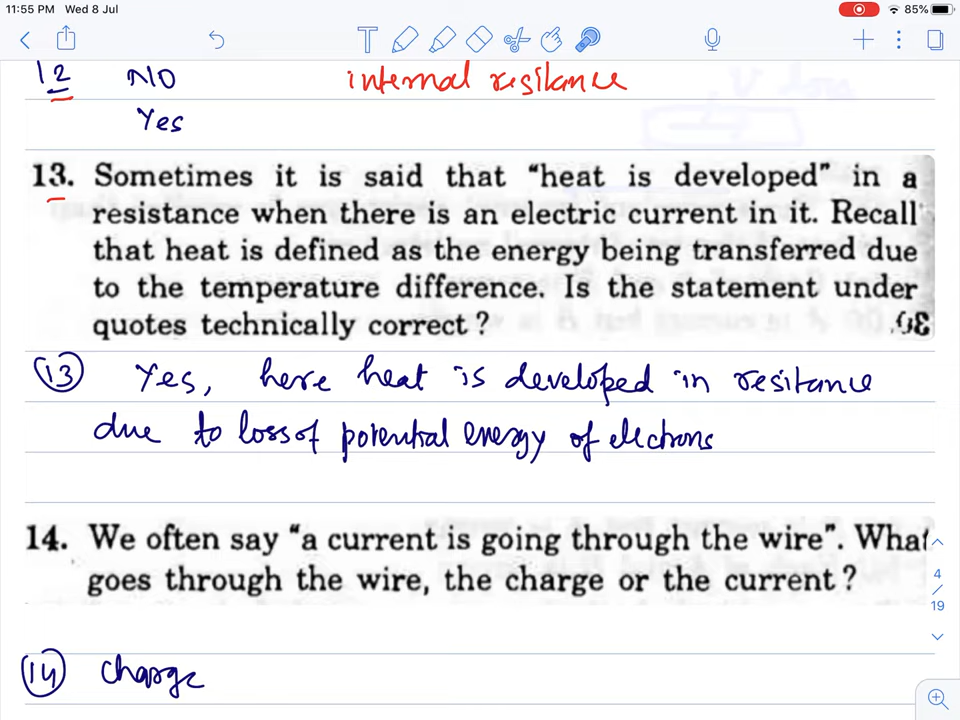 11:55 PM Wed 8 Jul
85%
12 NO internal resistance
Yes
13. Sometimes it is said that “heat is developed” in a
resistance when there is an electric current in it. Recall
that heat is defined as the energy being transferred due
to the temperature difference. Is the statement under
quotes technically correct ?
(13) Yes, here heat is developed in resitance
due to loss of potential energy of electrons
14. We often say “a current is going through the wire”. What
goes through the wire, the charge or the current ?
4
/
19
(14) charge